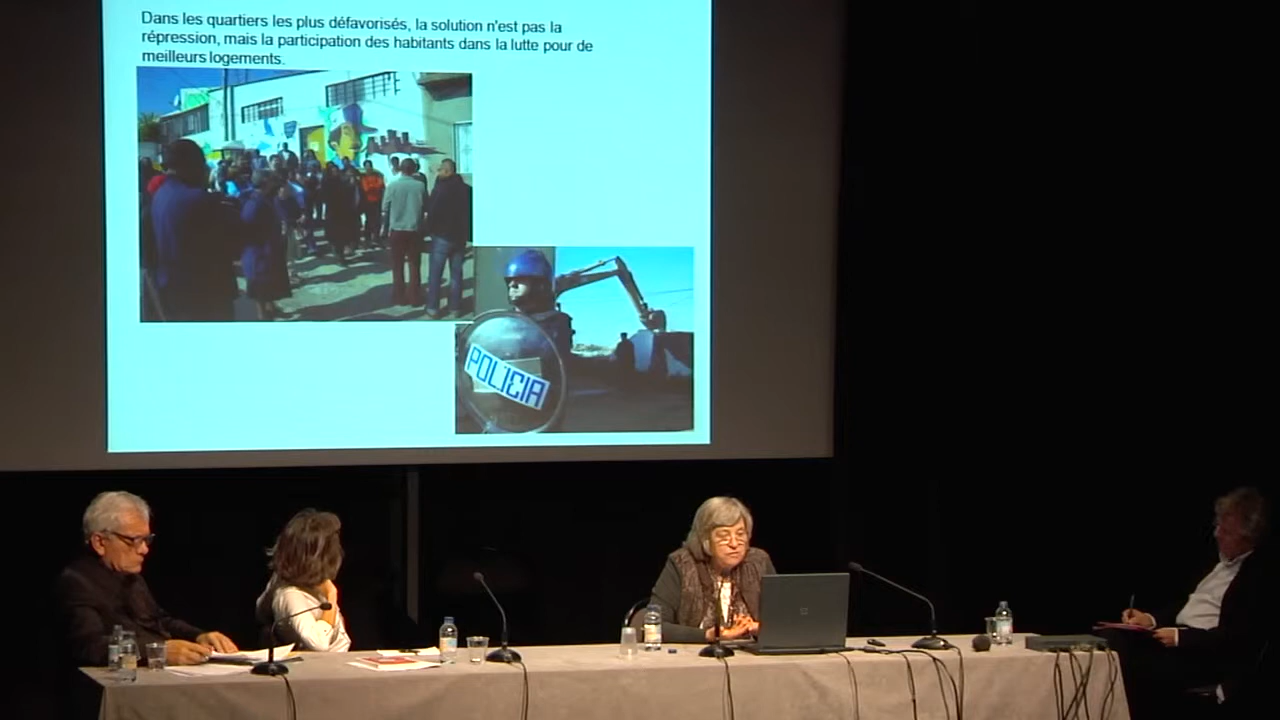 Dans les quartiers les plus défavorisés, la solution n'est pas la
répression, mais la participation des habitants dans la lutte pour de
meilleurs logements.
POLICIA